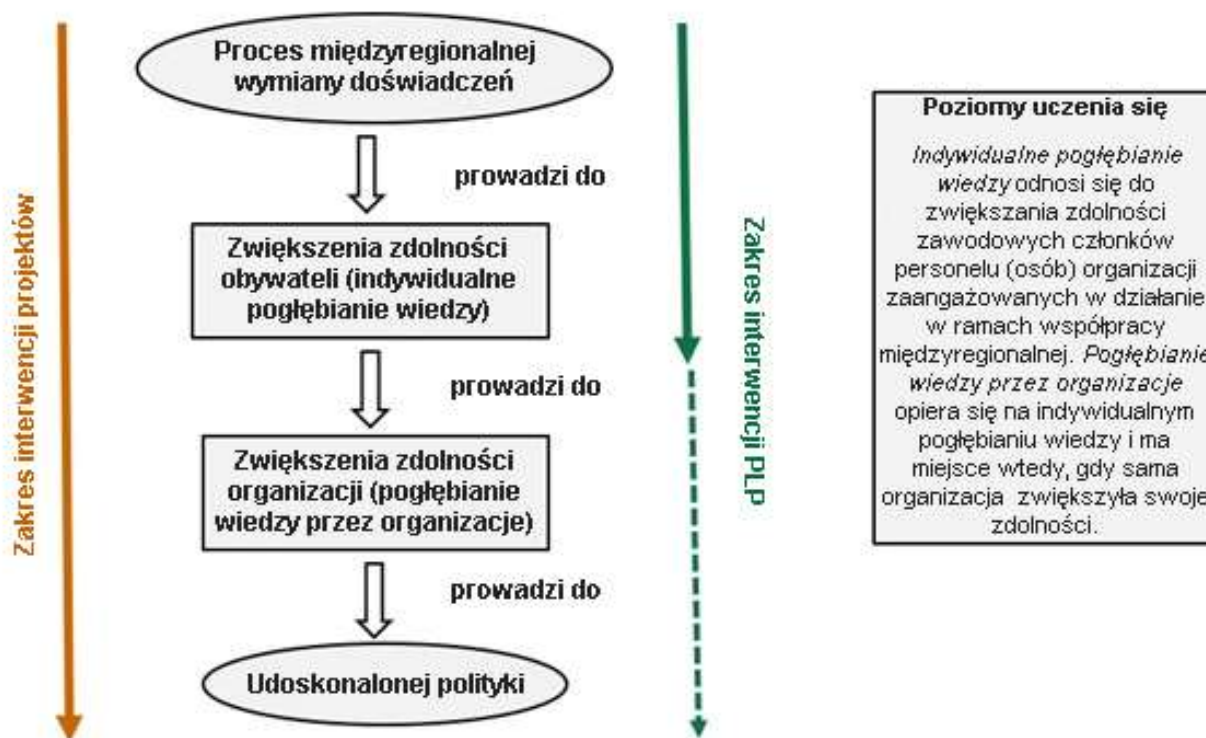 Proces międzyregionalnej
wymiany doświadczeń
prowadzi do
Zwiększenia zdolności
obywateli (indywidualne
pogłębianie wiedzy)
prowadzi do
Zwiększenia zdolności
organizacji (pogłębianie
wiedzy przez organizacje)
prowadzi do
Udoskonalonej polityki
Zakres interwencji projektów
Zakres interwencji PLP
Poziomy uczenia się
Indywidualne pogłębianie
wiedzy odnosi się do
zwiększania zdolności
zawodowych członków
personelu (osób) organizacji
zaangażowanych w działanie
w ramach współpracy
międzyregionalnej. Pogłębianie
wiedzy przez organizacje
opiera się na indywidualnym
pogłębianiu wiedzy i ma
miejsce wtedy, gdy sama
organizacja zwiększyła swoje
zdolności.